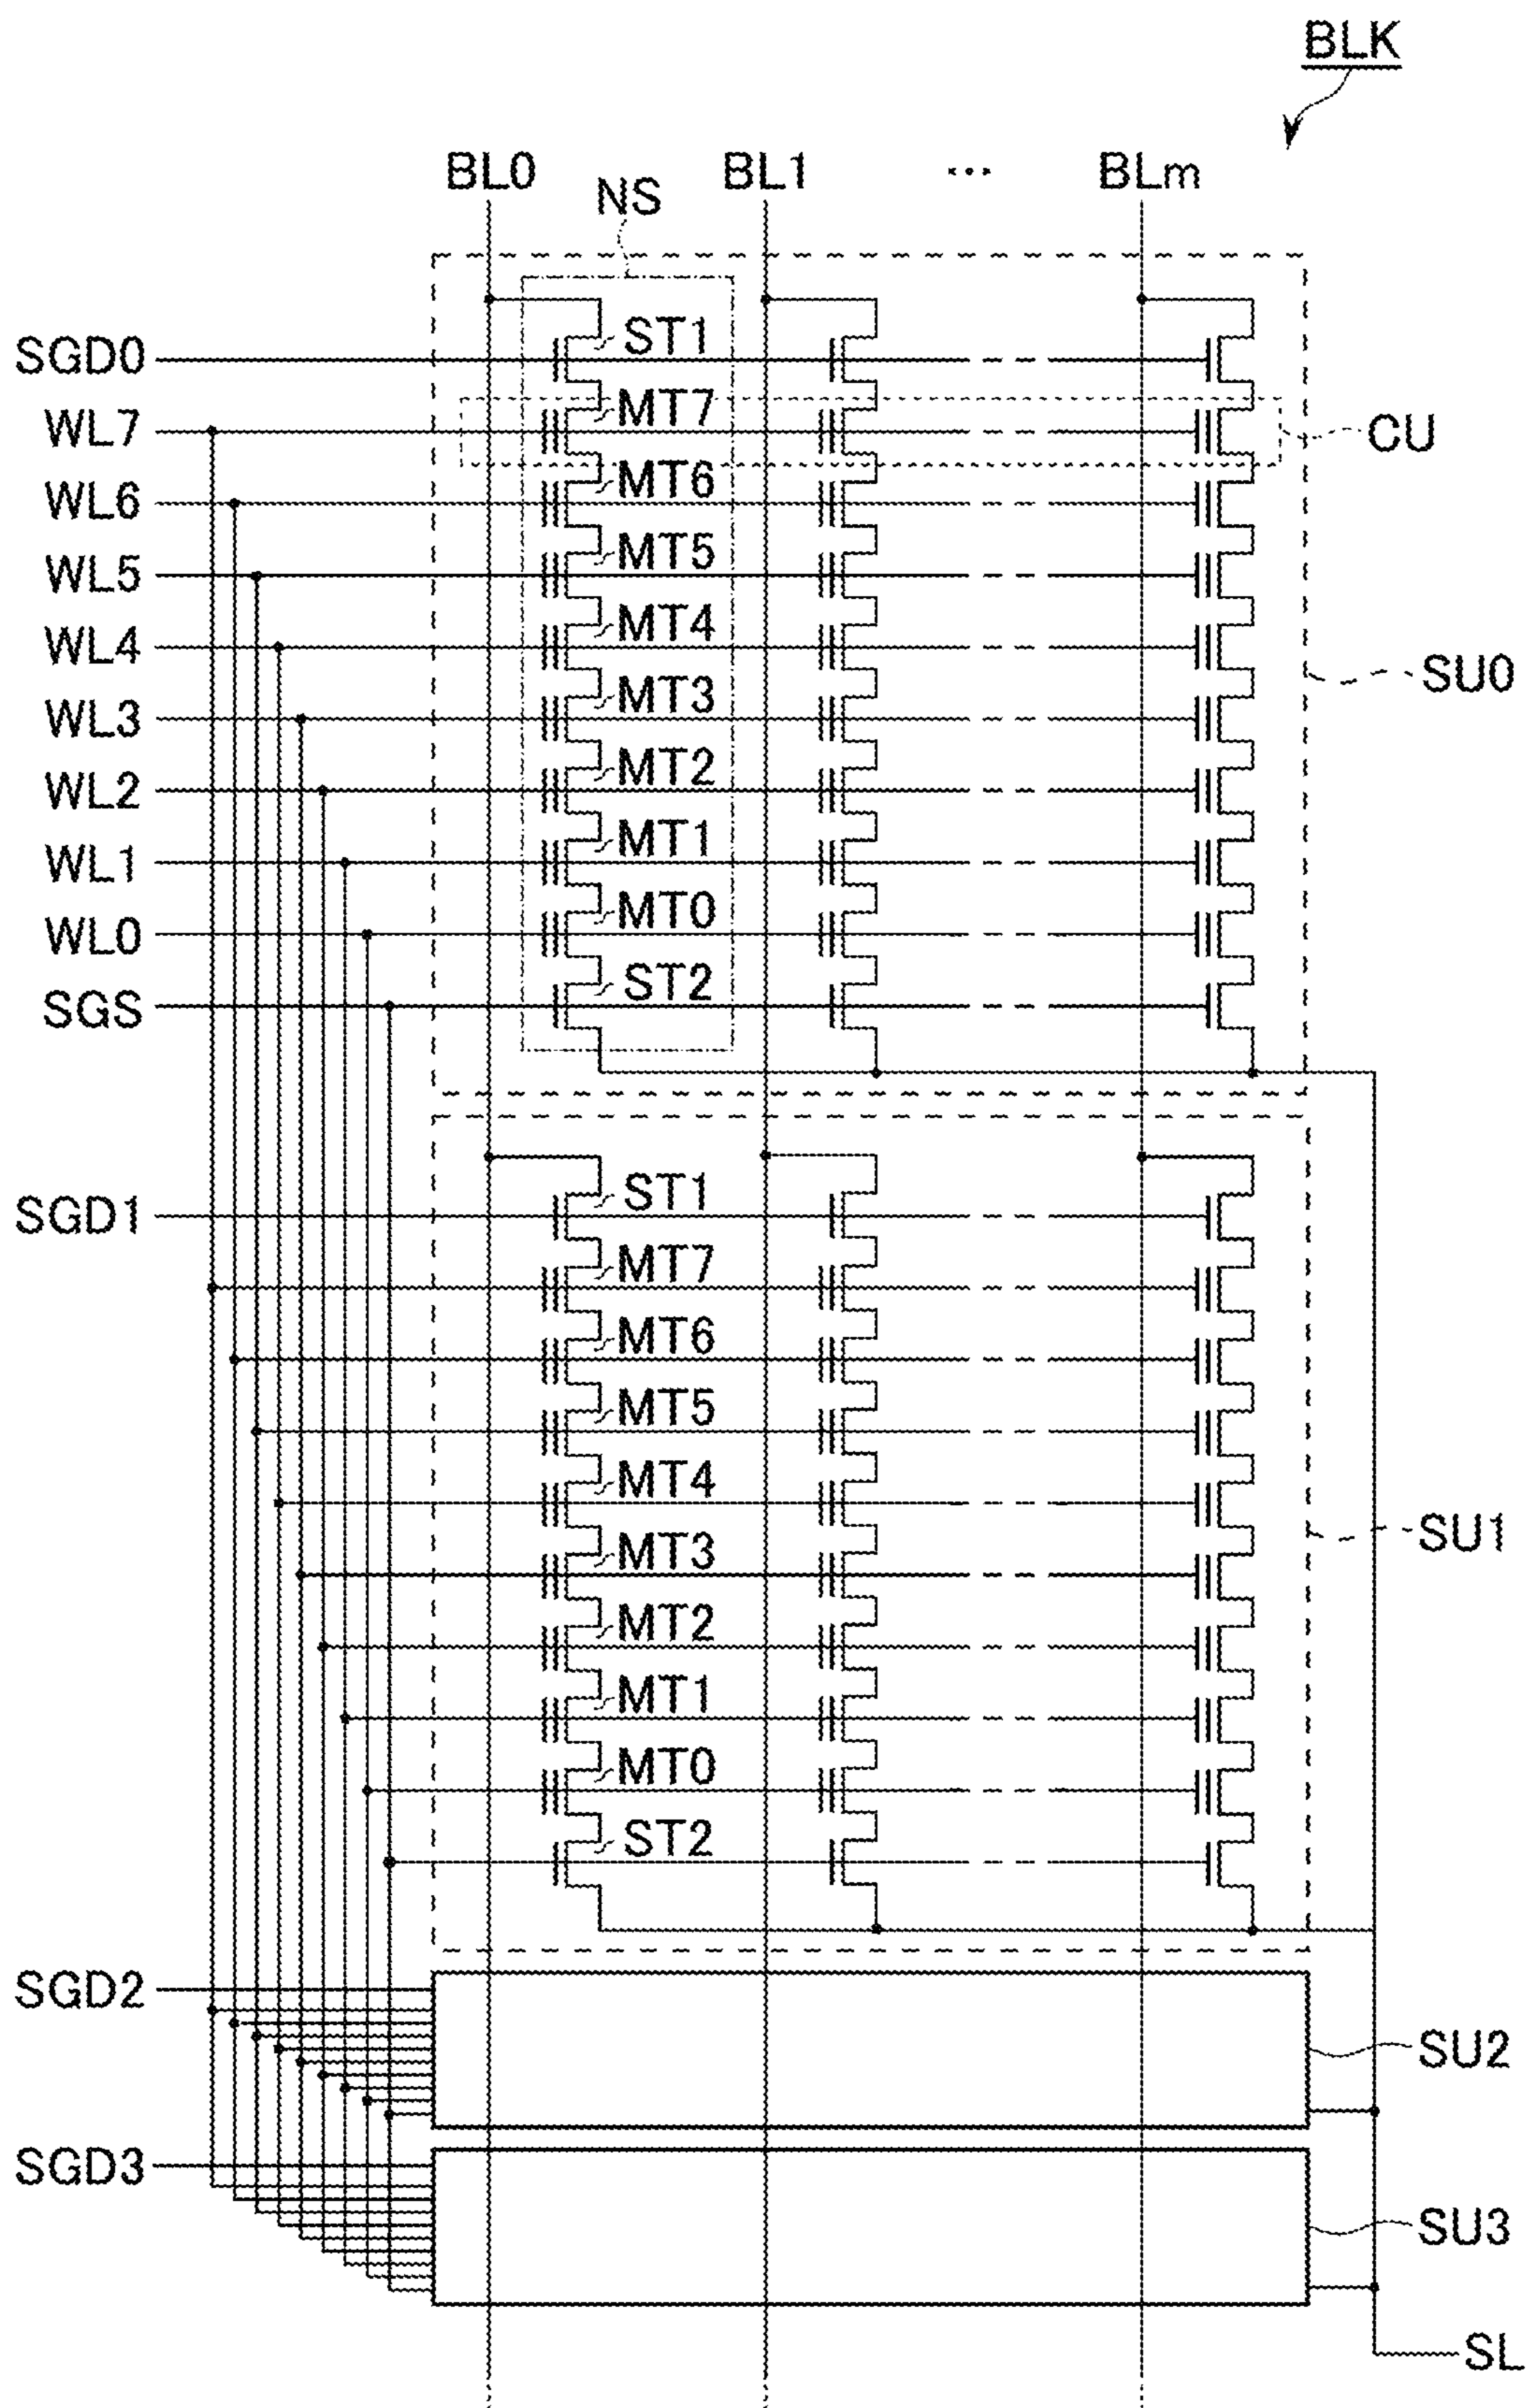 BLK
BL0 NS BL1 ... BLm
SGD0 ST1
WL7 MT7 CU
WL6 MT6
WL5 MT5
WL4 MT4
SU0
WL3 MT3
WL2 MT2
WL1 MT1
WL0 MT0
SGS ST2
SGD1 ST1
MT7
MT6
MT5
MT4
SU1
MT3
MT2
MT1
MT0
ST2
SGD2
SU2
SGD3
SU3
SL